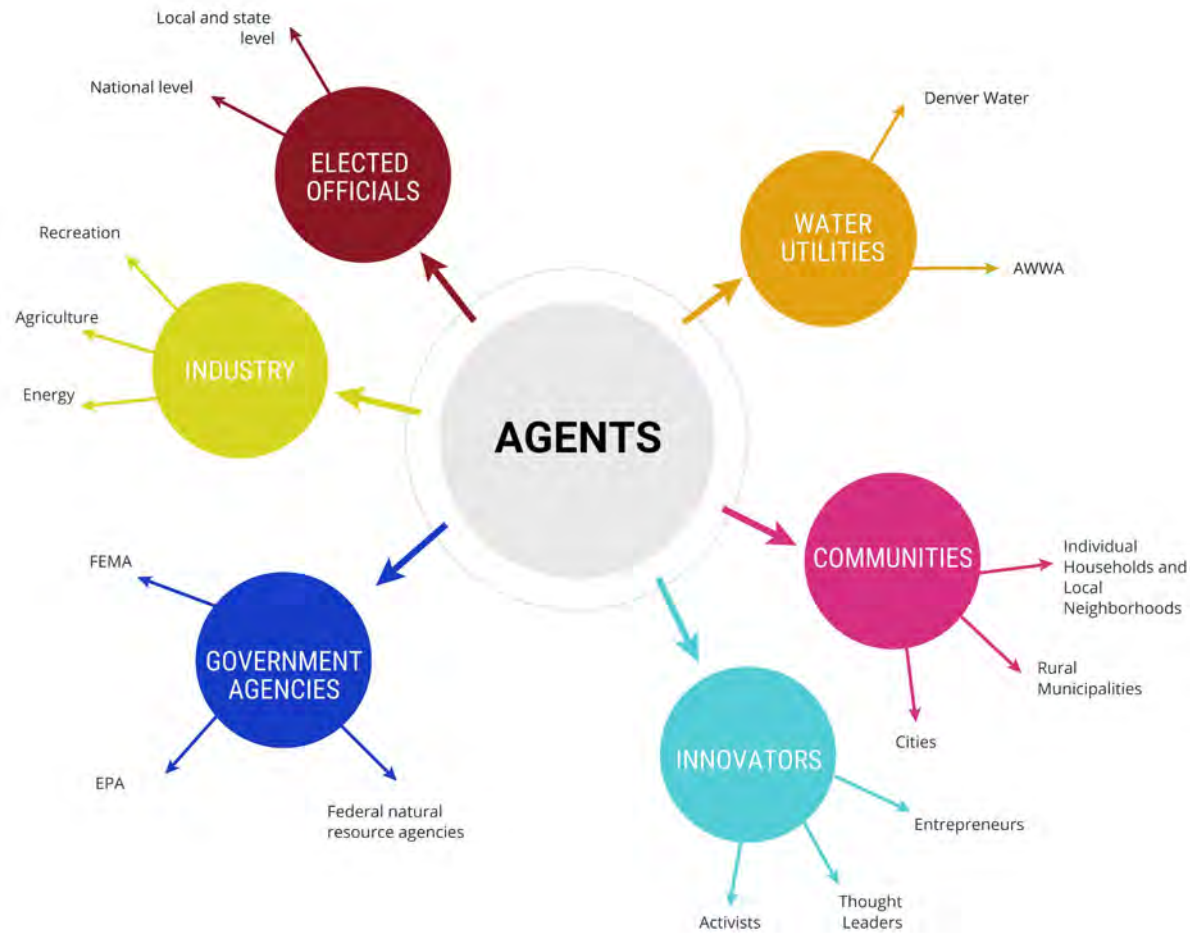 Local and state
level
National level
ELECTED
OFFICIALS
Denver Water
WATER
UTILITIES
AWWA
Recreation
Agriculture
Energy
INDUSTRY
AGENTS
FEMA
GOVERNMENT
AGENCIES
EPA
Federal natural
resource agencies
COMMUNITIES
Individual
Households and
Local
Neighborhoods
Rural
Municipalities
Cities
INNOVATORS
Entrepreneurs
Thought
Leaders
Activists